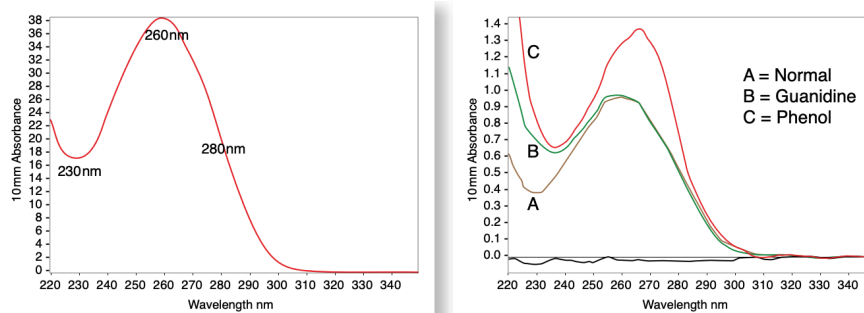 38
36
34
32
30
28
26
24
22
20
18
16
14
12
10
8
6
4
2
0
10mm Absorbance
260nm
280nm
230nm
220 230 240 250 260 270 280 290 300 310 320 330 340
Wavelength nm
1.4
1.3
1.2
1.1
1.0
0.9
0.8
0.7
0.6
0.5
0.4
0.3
0.2
0.1
0.0
10mm Absorbance
C
B
A
A = Normal
B = Guanidine
C = Phenol
220 230 240 250 260 270 280 290 300 310 320 330 340
Wavelength nm